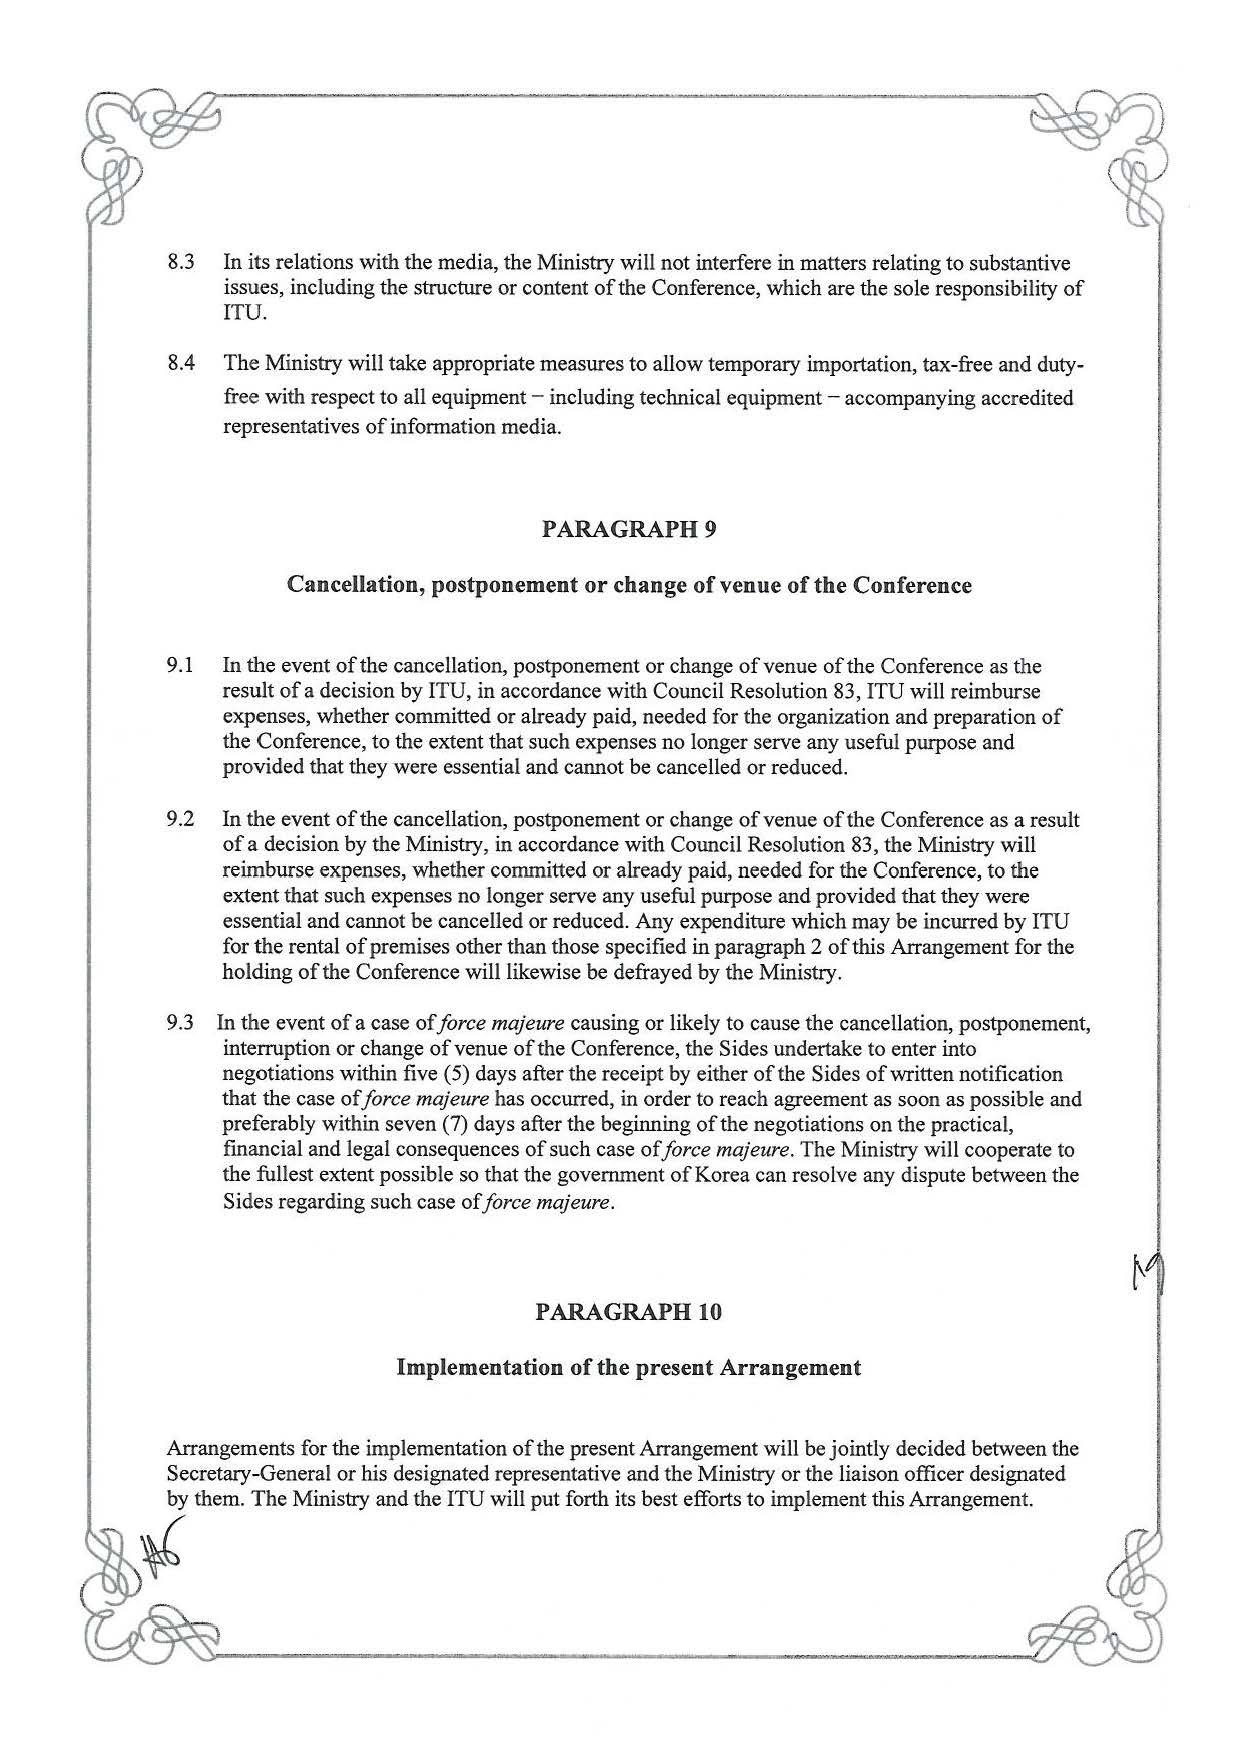 8.3 In its relations with the media, the Ministry will not interfere in matters relating to substantive
issues, including the structure or content of the Conference, which are the sole responsibility of
ITU.
8.4 The Ministry will take appropriate measures to allow temporary importation, tax-free and duty-
free with respect to all equipment – including technical equipment – accompanying accredited
representatives of information media.
PARAGRAPH 9
Cancellation, postponement or change of venue of the Conference
9.1 In the event of the cancellation, postponement or change of venue of the Conference as the
result of a decision by ITU, in accordance with Council Resolution 83, ITU will reimburse
expenses, whether committed or already paid, needed for the organization and preparation of
the Conference, to the extent that such expenses no longer serve any useful purpose and
provided that they were essential and cannot be cancelled or reduced.
9.2 In the event of the cancellation, postponement or change of venue of the Conference as a result
of a decision by the Ministry, in accordance with Council Resolution 83, the Ministry will
reimburse expenses, whether committed or already paid, needed for the Conference, to the
extent that such expenses no longer serve any useful purpose and provided that they were
essential and cannot be cancelled or reduced. Any expenditure which may be incurred by ITU
for the rental of premises other than those specified in paragraph 2 of this Arrangement for the
holding of the Conference will likewise be defrayed by the Ministry.
9.3 In the event of a case of force majeure causing or likely to cause the cancellation, postponement,
interruption or change of venue of the Conference, the Sides undertake to enter into
negotiations within five (5) days after the receipt by either of the Sides of written notification
that the case of force majeure has occurred, in order to reach agreement as soon as possible and
preferably within seven (7) days after the beginning of the negotiations on the practical,
financial and legal consequences of such case of force majeure. The Ministry will cooperate to
the fullest extent possible so that the government of Korea can resolve any dispute between the
Sides regarding such case of force majeure.
PARAGRAPH 10
Implementation of the present Arrangement
Arrangements for the implementation of the present Arrangement will be jointly decided between the
Secretary-General or his designated representative and the Ministry or the liaison officer designated
by them. The Ministry and the ITU will put forth its best efforts to implement this Arrangement.